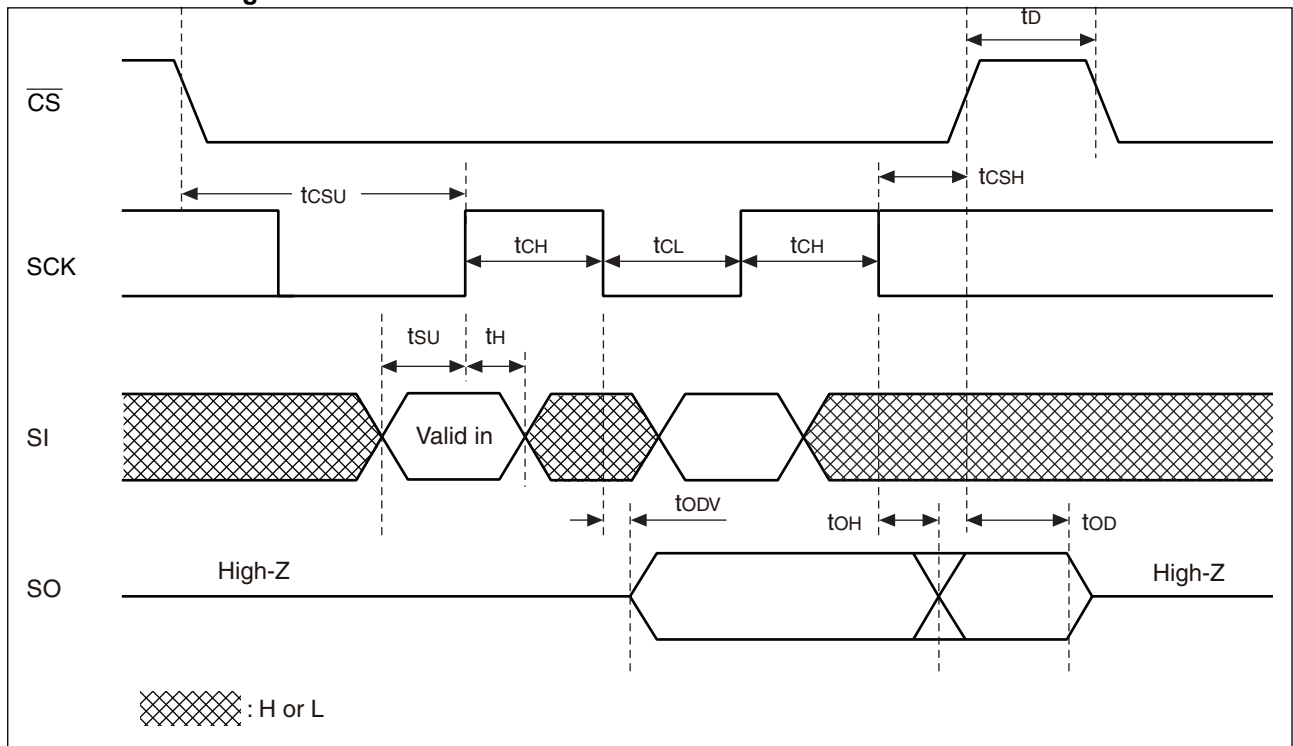 tD
CS
tCSU
tCSH
SCK
tCH
tCL
tCH
tSU
tH
SI
Valid in
tODV
tOH
tOD
SO
High-Z
High-Z
: H or L